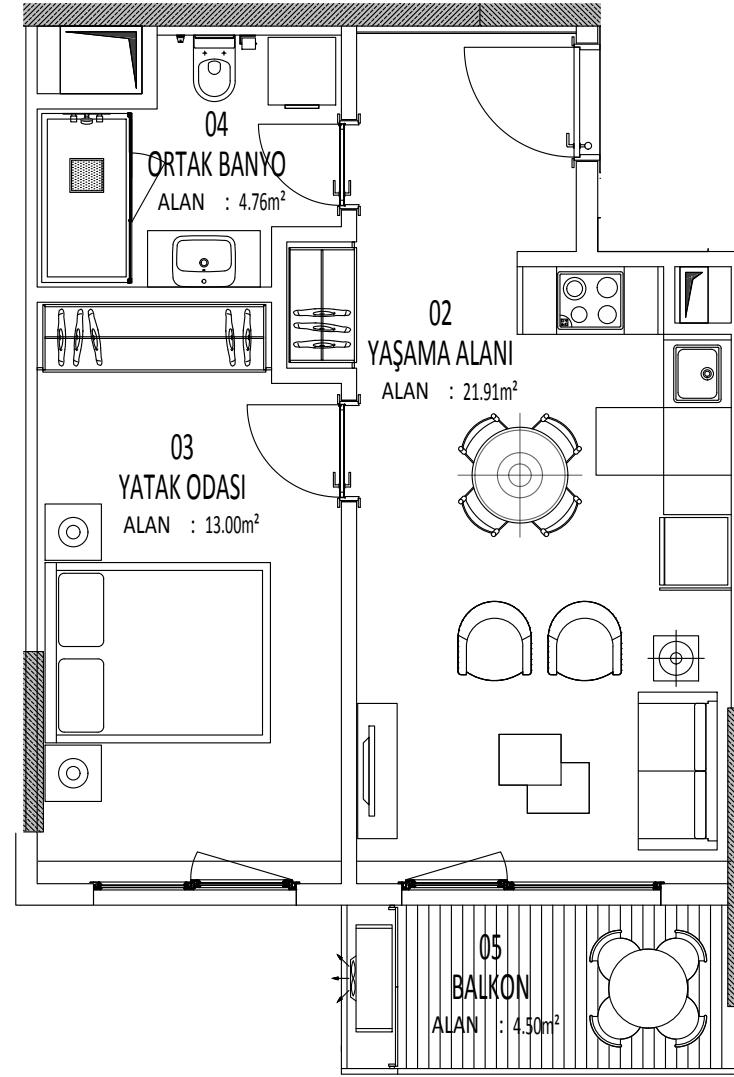 04
ORTAK BANYO
ALAN : 4.76m²
02
YAŞAMA ALANI
ALAN : 21.91m²
03
YATAK ODASI
ALAN : 13.00m²
05
BALKON
ALAN : 4.50m²